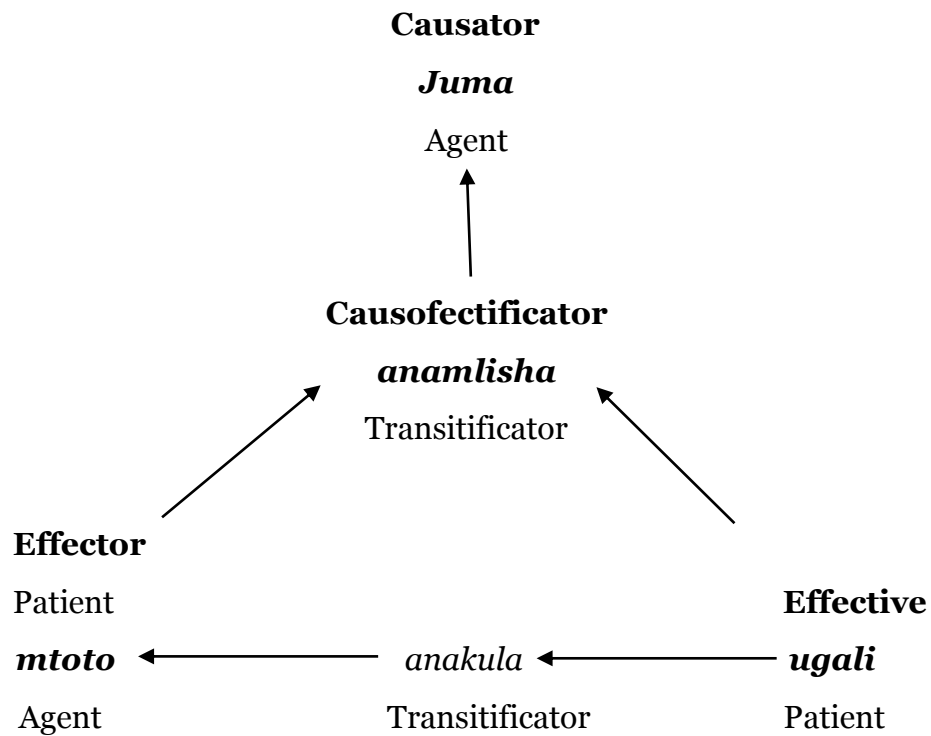 Causator
Juma
Agent
Causofectificator
anamlisha
Transitificator
Effector
Patient
Effective
mtoto anakula ugali
Agent Transitificator Patient